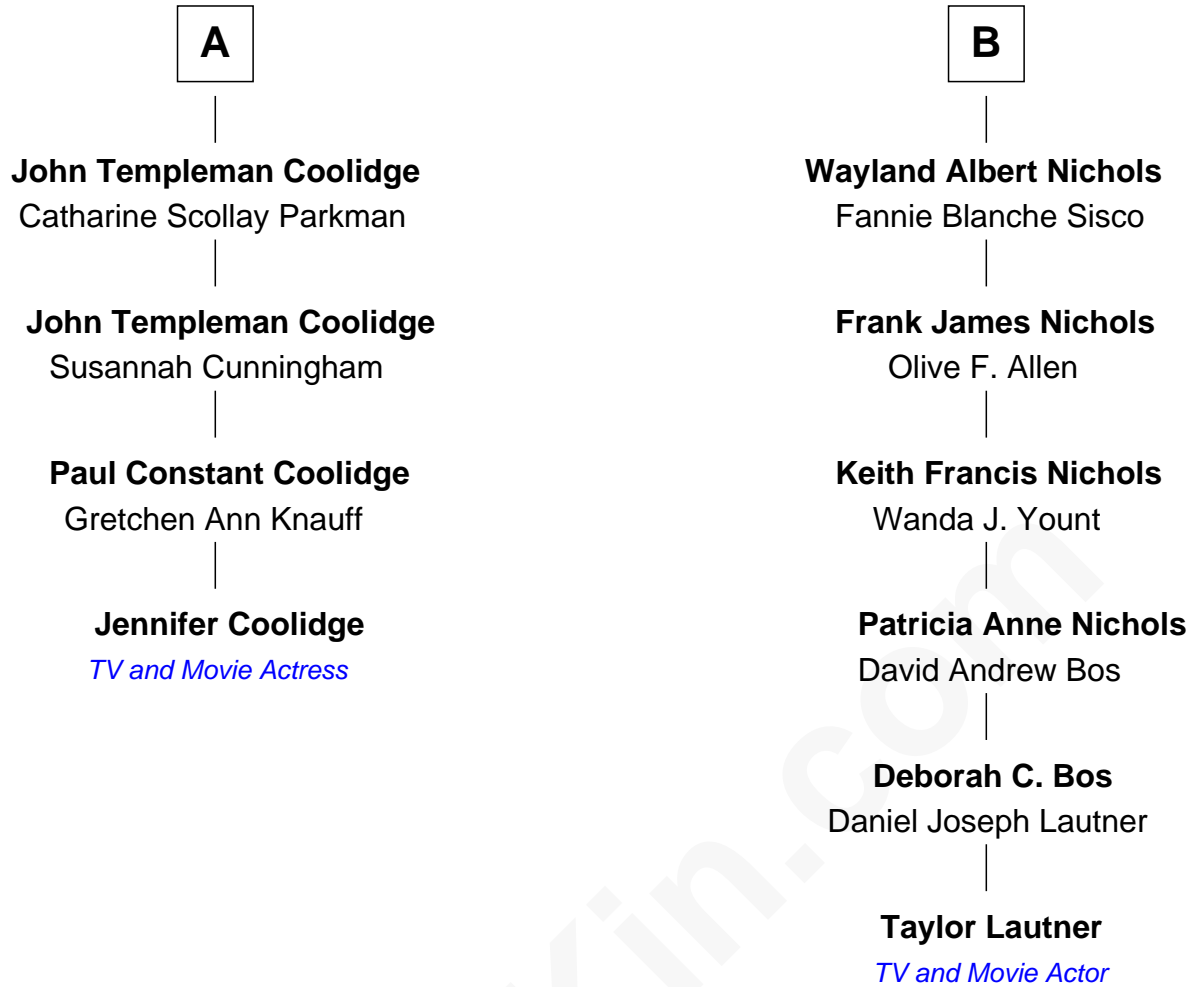 A
John Templeman Coolidge
Catharine Scollay Parkman
John Templeman Coolidge
Susannah Cunningham
Paul Constant Coolidge
Gretchen Ann Knauff
Jennifer Coolidge
TV and Movie Actress
B
Wayland Albert Nichols
Fannie Blanche Sisco
Frank James Nichols
Olive F. Allen
Keith Francis Nichols
Wanda J. Yount
Patricia Anne Nichols
David Andrew Bos
Deborah C. Bos
Daniel Joseph Lautner
Taylor Lautner
TV and Movie Actor
Kin.com